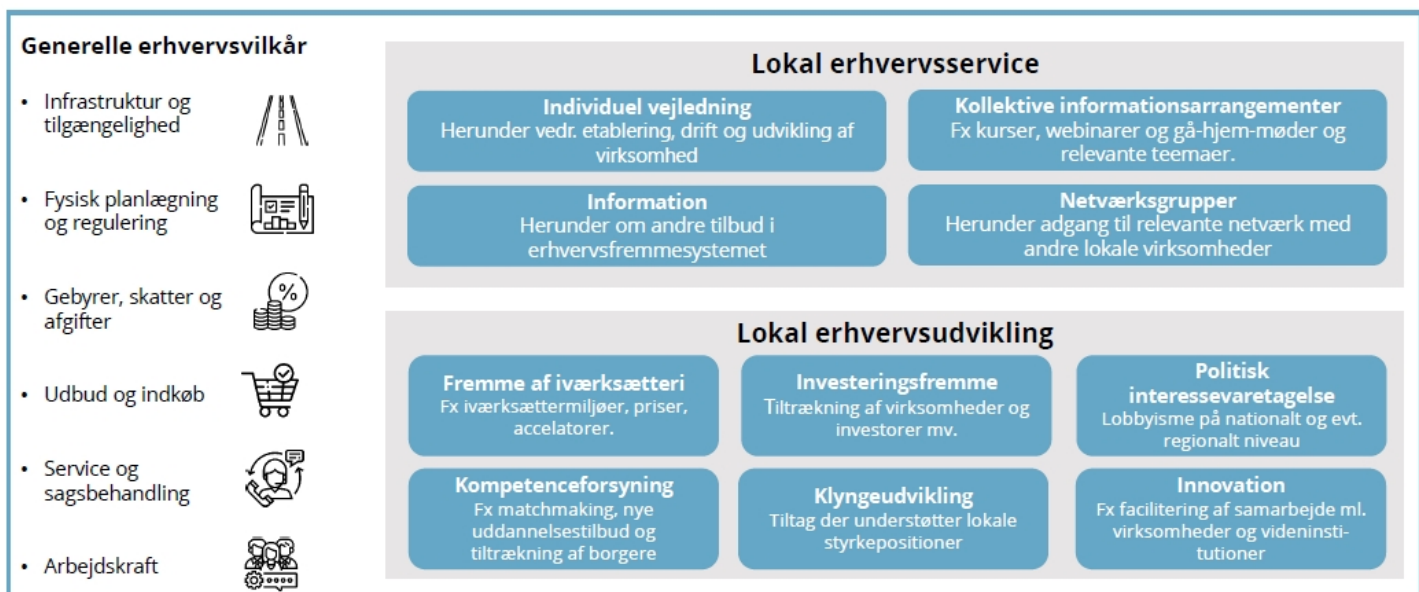 Generelle erhvervsvilkår
• Infrastruktur og
tilgængelighed
• Fysisk planlægning
og regulering
%
• Gebyrer, skatter og
afgifter
• Udbud og indkøb
• Service og
sagsbehandling
• Arbejdskraft
Lokal erhvervsservice
Individuel vejledning
Herunder vedr. etablering, drift og udvikling af
virksomhed
Kollektive informationsarrangementer
Fx kurser, webinarer og gå-hjem-møder og
relevante teemaer.
Information
Herunder om andre tilbud i
erhvervsfremmesystemet
Netværksgrupper
Herunder adgang til relevante netværk med
andre lokale virksomheder
Lokal erhvervsudvikling
Fremme af iværksætteri
Fx iværksættermiljøer, priser,
accelatorer.
Investeringsfremme
Tiltrækning af virksomheder og
investorer mv.
Politisk
interessevaretagelse
Lobbyisme på nationalt og evt.
regionalt niveau
Kompetenceforsyning
Fx matchmaking, nye
uddannelsestilbud og
tiltrækning af borgere
Klyngeudvikling
Tiltag der understøtter lokale
styrkepositioner
Innovation
Fx facilitering af samarbejde ml.
virksomheder og videninsti-
tutioner